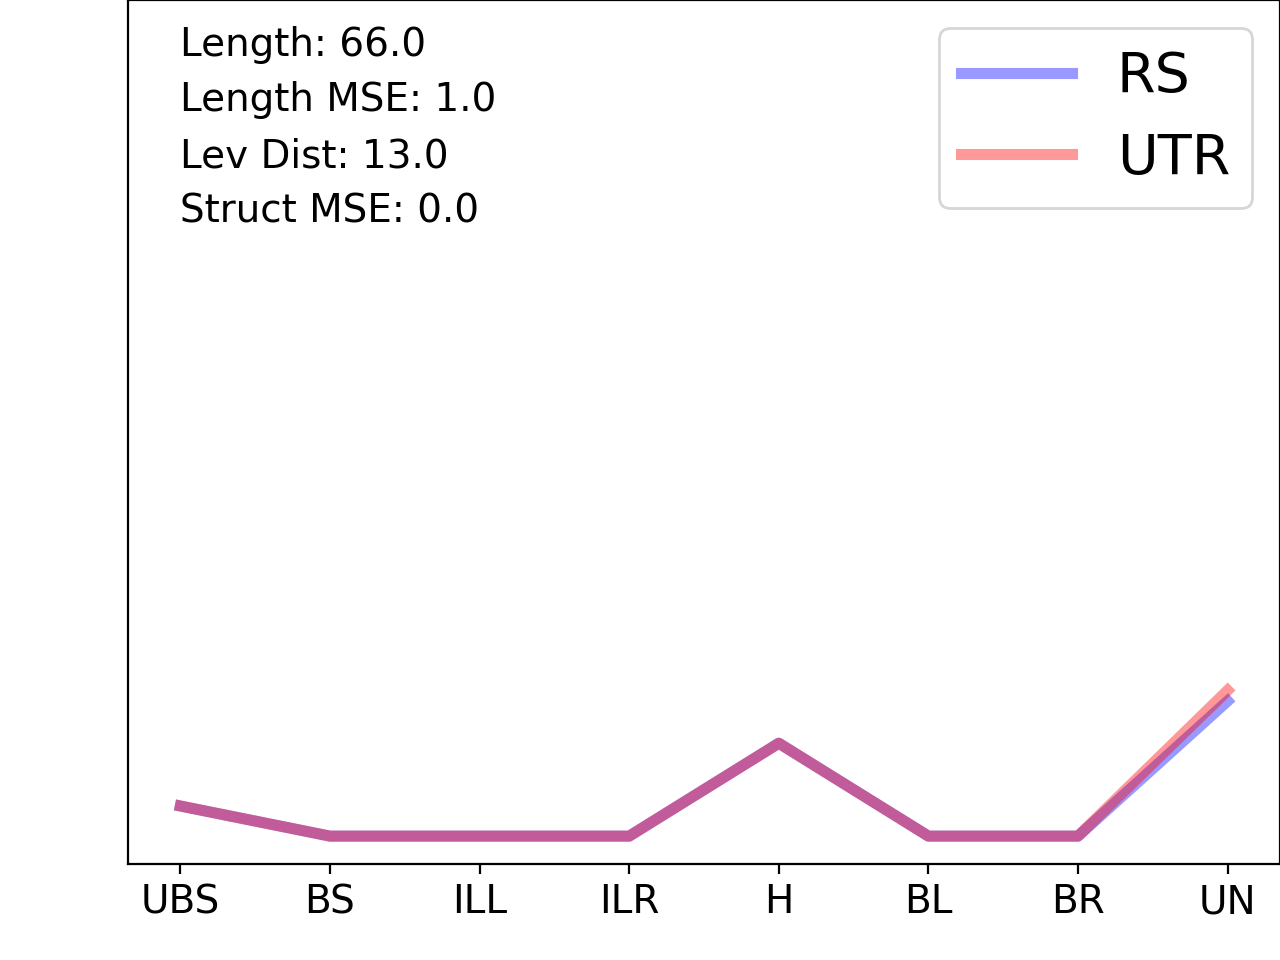 Length: 66.0
Length MSE: 1.0
Lev Dist: 13.0
Struct MSE: 0.0
RS
UTR
UBS BS ILL ILR H BL BR UN